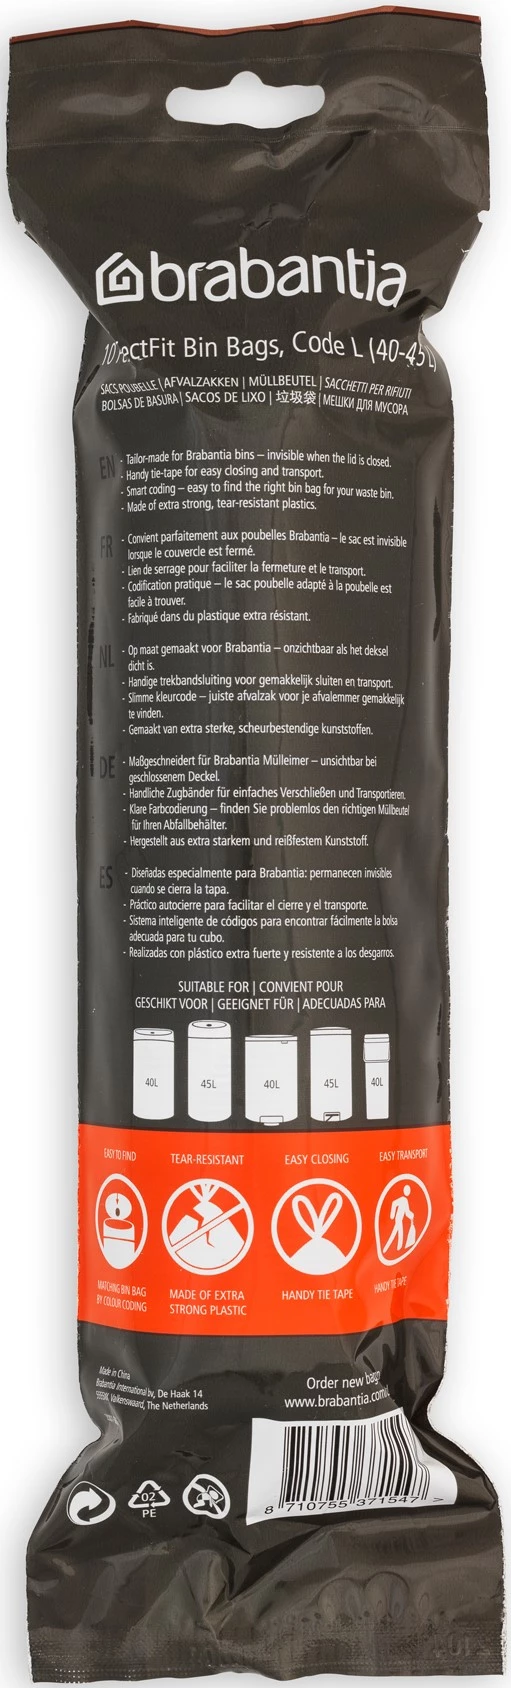 brabantia
Bin Bags, Code L (40-45 L)
SACS POUBELLE | AFVALZAKKEN | MÜLLBEUTEL | SACCHETTI PER RIFIUTI
BOLSAS DE BASURA | SACOS DE LIXO | 垃圾袋 | МЕШКИ ДЛЯ МУСОРА
EN
- Tailor-made for Brabantia bins – invisible when the lid is closed.
- Handy tie-tape for easy closing and transport.
- Smart coding – easy to find the right bin bag for your waste bin.
- Made of extra strong, tear-resistant plastics.
FR
- Convient parfaitement aux poubelles Brabantia – le sac est invisible
lorsque le couvercle est fermé.
- Lien de serrage pour faciliter la fermeture et le transport.
- Codification pratique – le sac poubelle adapté à la poubelle est
facile à trouver.
- Fabriqué dans du plastique extra résistant.
NL
- Op maat gemaakt voor Brabantia – onzichtbaar als het deksel
dicht is.
- Handige trekbandsluiting voor gemakkelijk sluiten en transport.
- Slimme kleurcode – juiste afvalzak voor je afvalemmer gemakkelijk
te vinden.
- Gemaakt van extra sterke, scheurbestendige kunststoffen.
DE
- Maßgeschneidert für Brabantia Mülleimer – unsichtbar bei
geschlossenem Deckel.
- Handliche Zugbänder für einfaches Verschließen und Transportieren.
- Klare Farbcodierung – finden Sie problemlos den richtigen Müllbeutel
für Ihren Abfallbehälter.
- Hergestellt aus extra starkem und reißfestem Kunststoff.
ES
- Diseñadas especialmente para Brabantia: permanecen invisibles
cuando se cierra la tapa.
- Práctico autocierre para facilitar el cierre y el transporte.
- Sistema inteligente de códigos para encontrar fácilmente la bolsa
adecuada para tu cubo.
- Realizadas con plástico extra fuerte y resistente a los desgarros.
SUITABLE FOR | CONVIENT POUR
GESCHIKT VOOR | GEEIGNET FÜR | ADECUADAS PARA
40L 45L 40L 45L 40L
EASY TO FIND TEAR-RESISTANT EASY CLOSING EASY TRANSPORT
MATCHING BIN BAG
BY COLOUR CODING
MADE OF EXTRA
STRONG PLASTIC
HANDY TIE TAPE
HANDY TIE TAPE
Made in China
Brabantia International bv, De Haak 14
Valkenswaard, The Netherlands
Order new
www.brabantia.com
02
PE
8 710755 371547 >